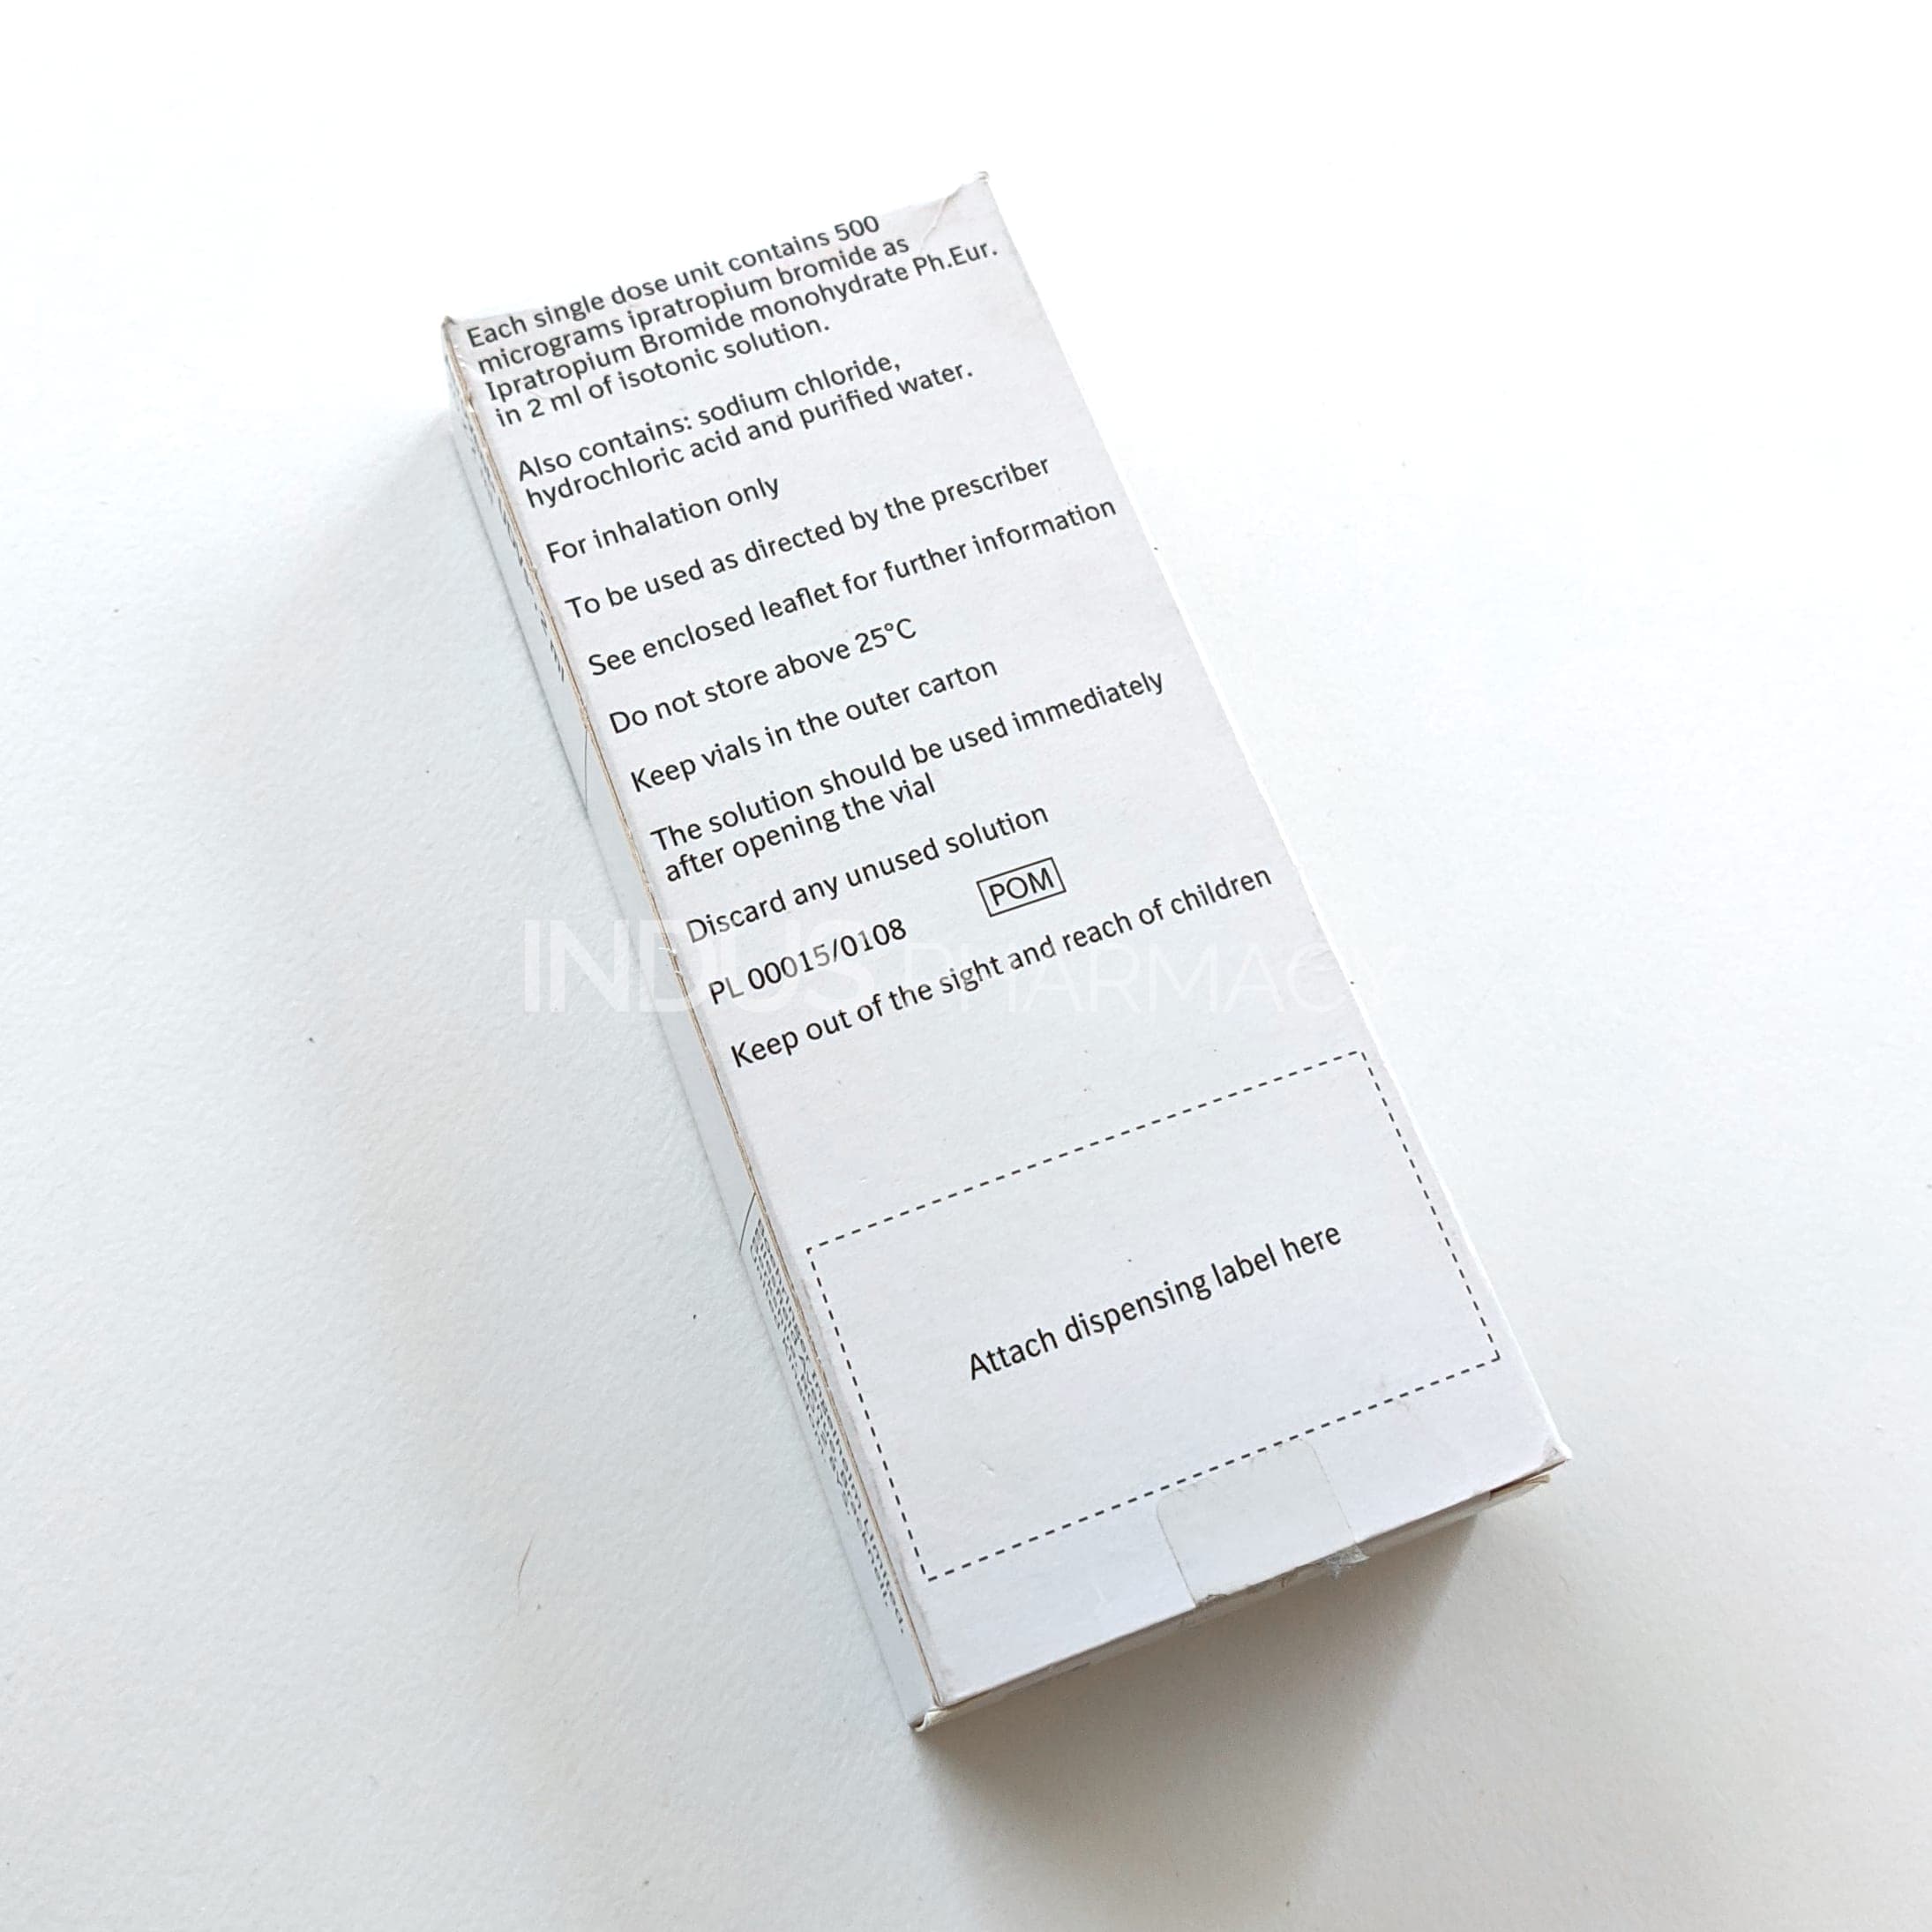 Each single dose unit contains 500
micrograms ipratropium bromide as
Ipratropium Bromide monohydrate Ph.Eur.
in 2 ml of isotonic solution.
Also contains: sodium chloride,
hydrochloric acid and purified water.
For inhalation only
To be used as directed by the prescriber
See enclosed leaflet for further information
Do not store above 25°C
Keep vials in the outer carton
The solution should be used immediately
after opening the vial
Discard any unused solution
PL 00015/0108 POM
Keep out of the sight and reach of children
INDUS PHARMACY
Attach dispensing label here